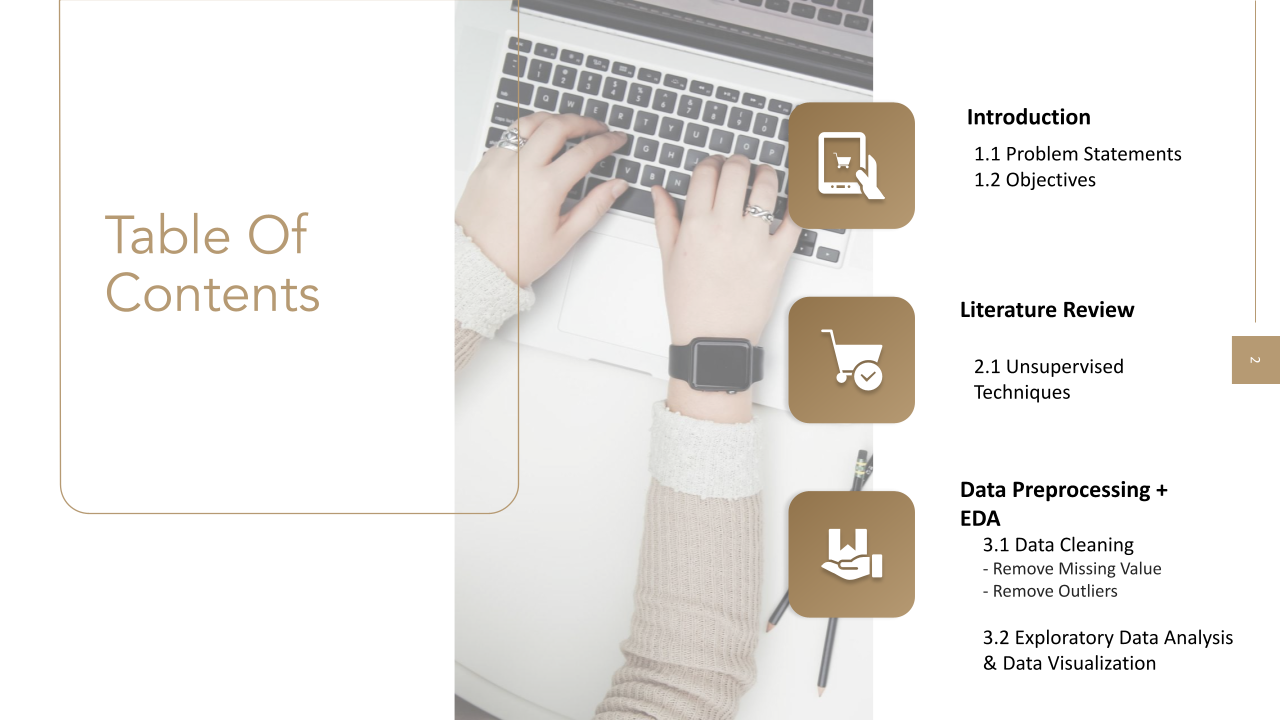 Table Of
Contents
Introduction
1.1 Problem Statements
1.2 Objectives
Literature Review
2.1 Unsupervised
Techniques
2
Data Preprocessing +
EDA
3.1 Data Cleaning
- Remove Missing Value
- Remove Outliers
3.2 Exploratory Data Analysis
& Data Visualization